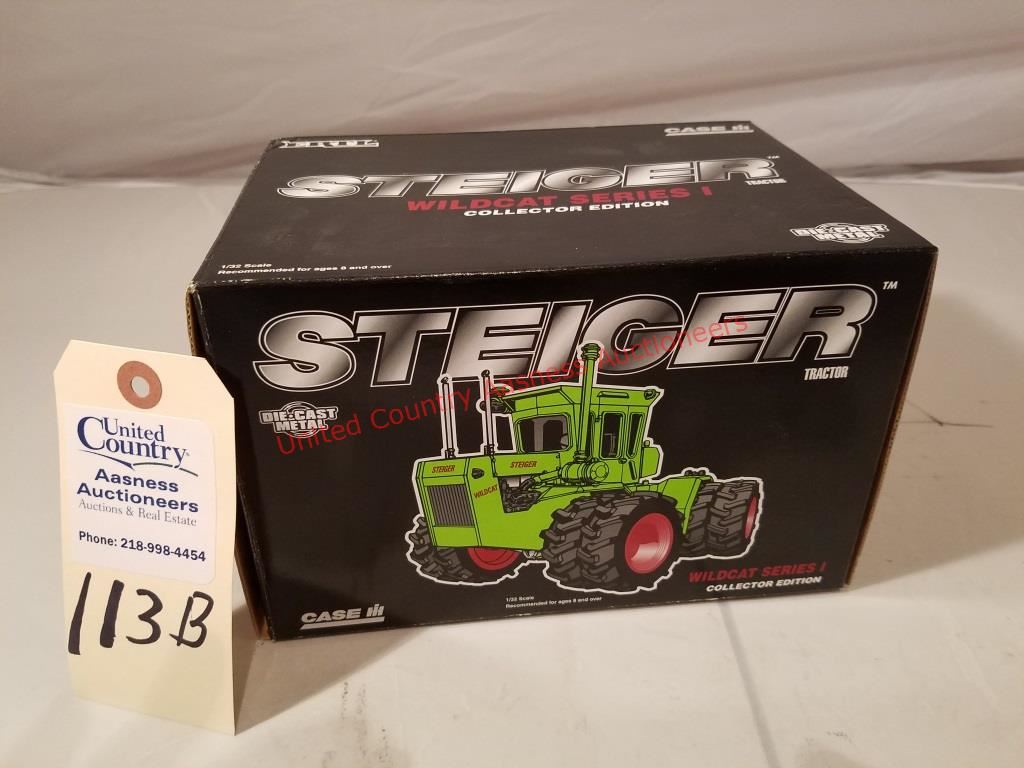 ERTL
CASE IH
STEIGER™
TRACTOR
WILDCAT SERIES I
COLLECTOR EDITION
DIE-CAST
METAL
1/32 Scale
Recommended for ages 8 and over
STEIGER™
TRACTOR
DIE-CAST
METAL
United Country Aasness Auctioneers
STEIGER
STEIGER
WILDCAT
WILDCAT SERIES I
COLLECTOR EDITION
1/32 Scale
Recommended for ages 8 and over
CASE IH
United
Country
Aasness
Auctioneers
Auctions & Real Estate
Phone: 218-998-4454
113B